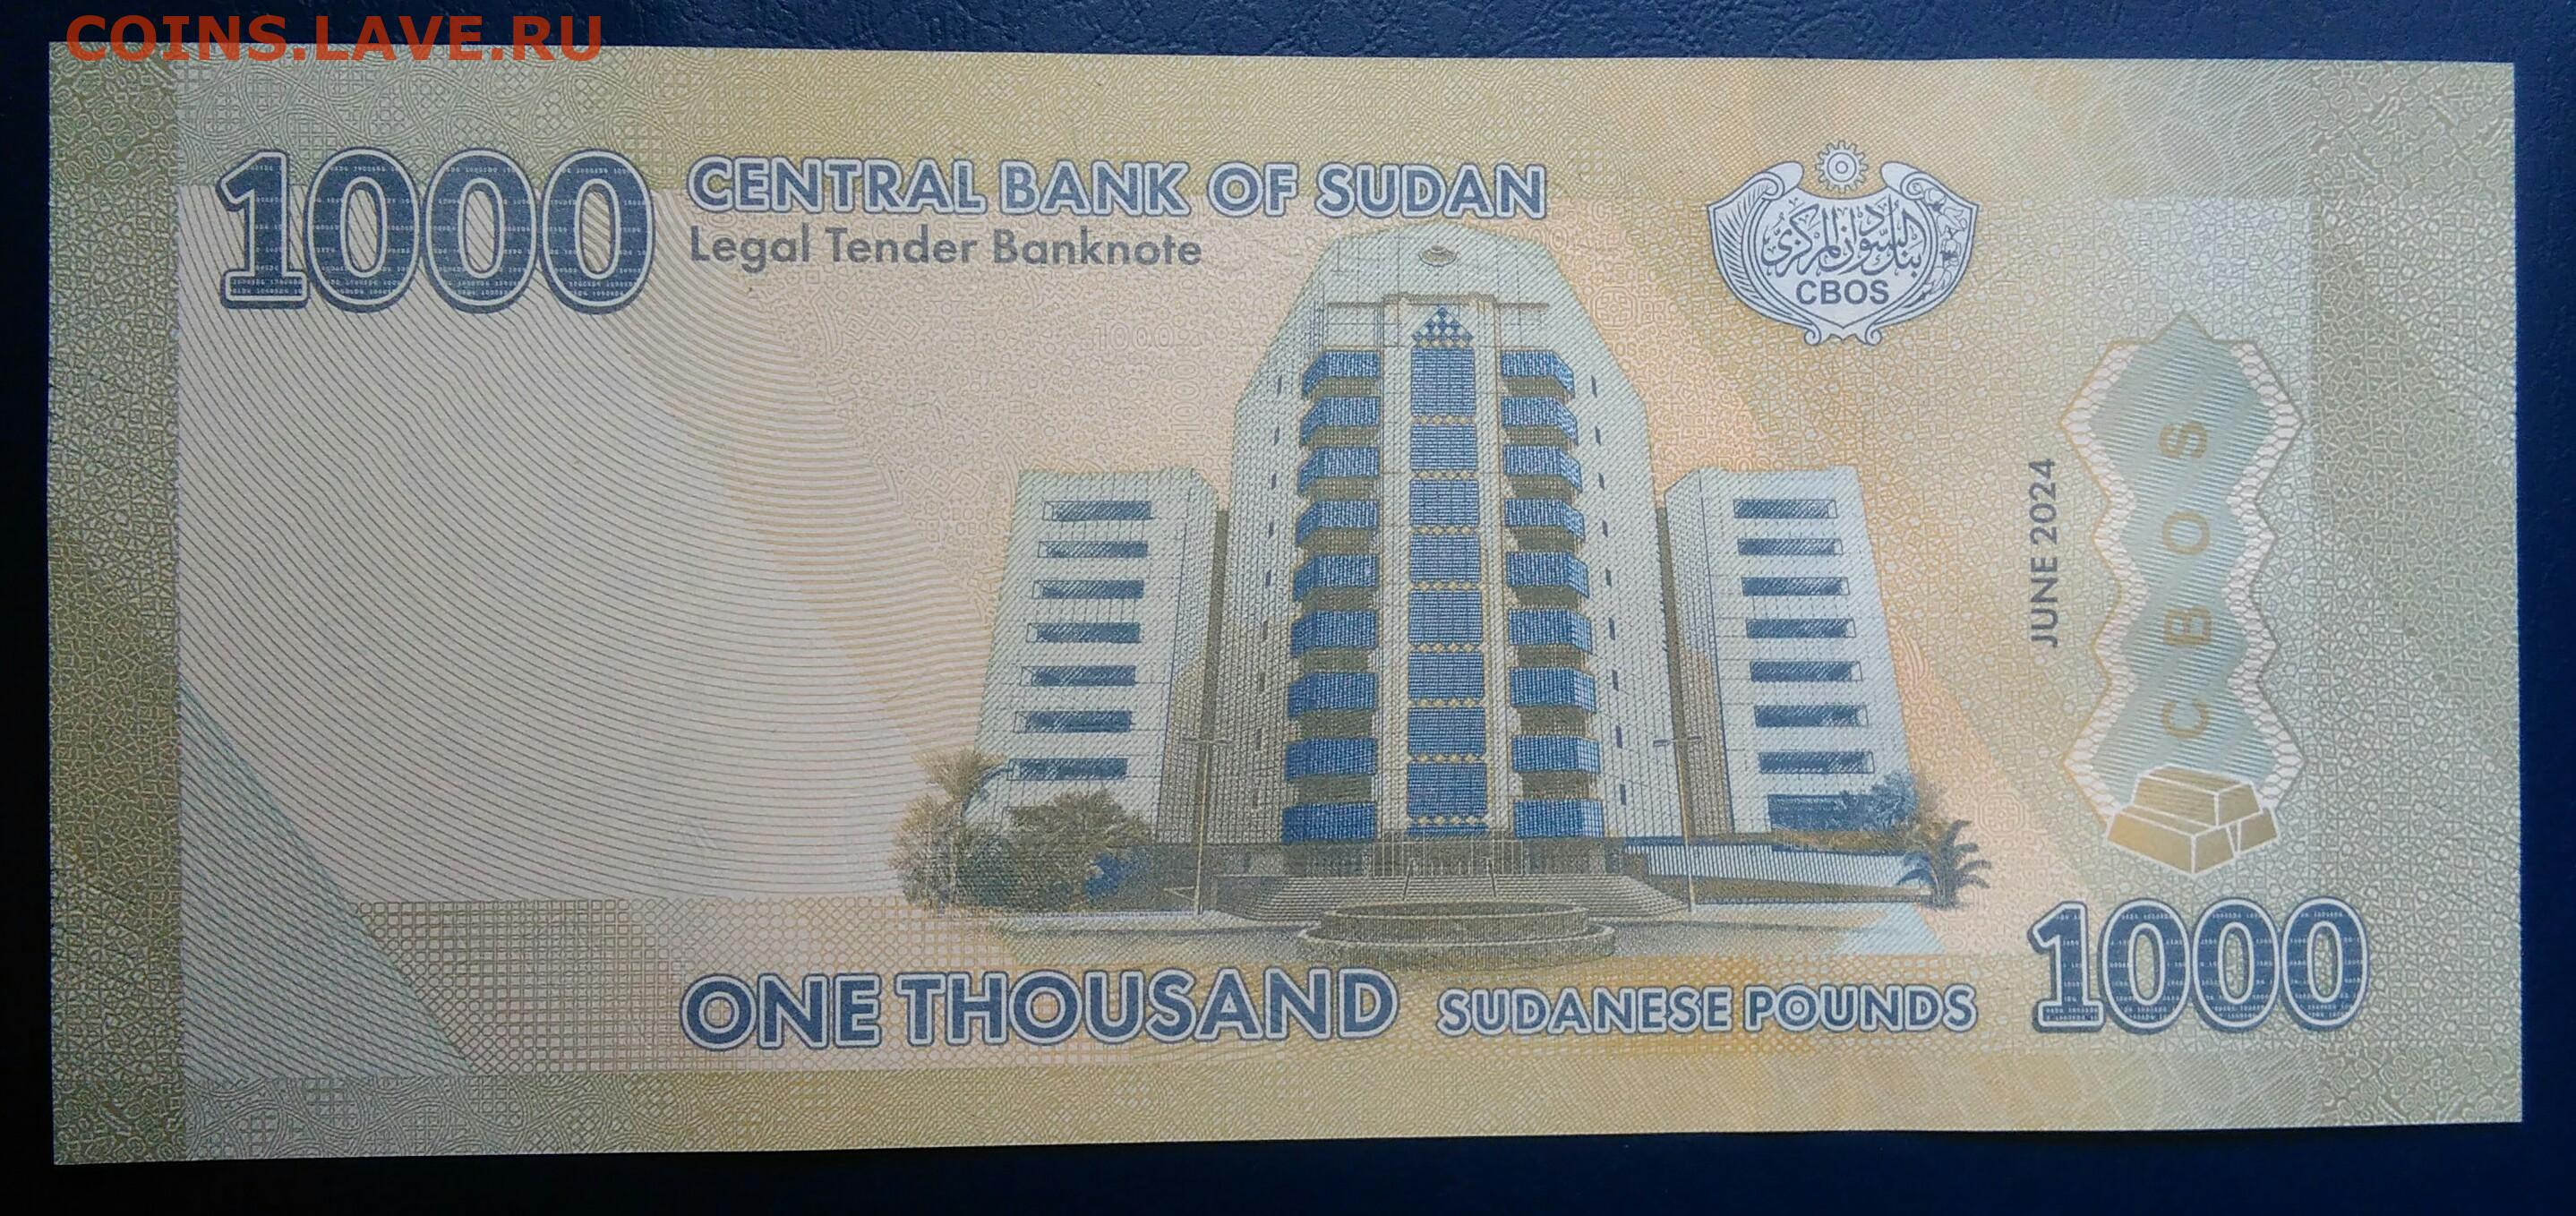 COINS.LAVE.RU
1000 CENTRAL BANK OF SUDAN
Legal Tender Banknote
بنك السودان المركزي
CBOS
JUNE 2024
CBOS
ONE THOUSAND SUDANESE POUNDS
1000